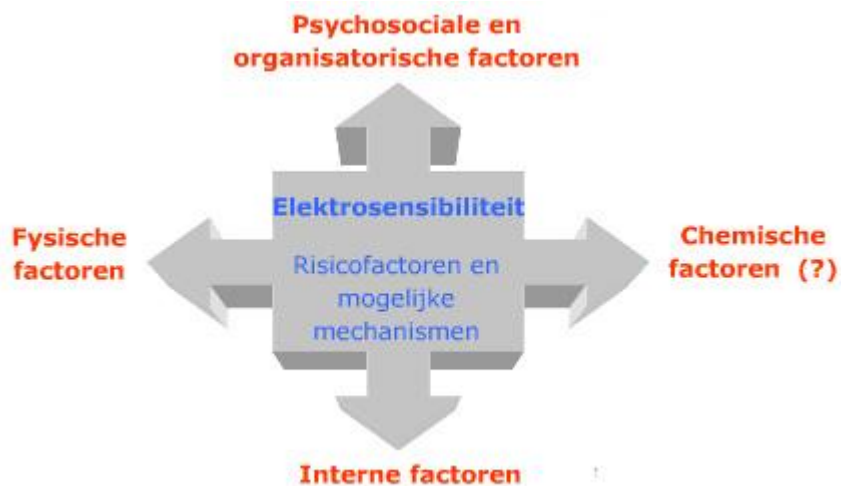 Psychosociale en
organisatorische factoren
Elektrosensibiliteit
Fysische
factoren
Risicofactoren en
mogelijke
mechanismen
Chemische
factoren (?)
Interne factoren